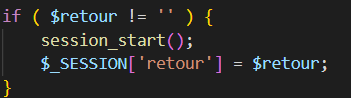 if ( $retour != '' ) {
    session_start();
    $_SESSION['retour'] = $retour;
}